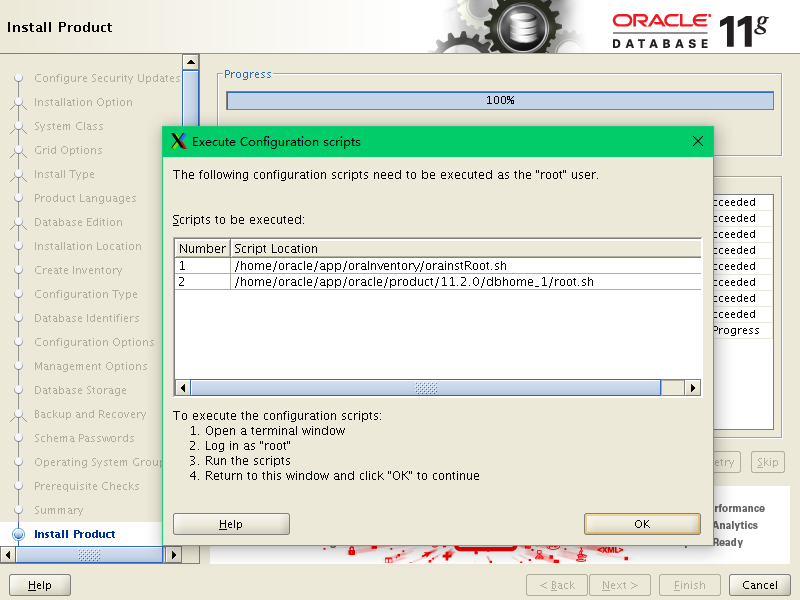 Install Product
ORACLE
DATABASE
11g
Configure Security Updates
Installation Option
System Class
Grid Options
Install Type
Product Languages
Database Edition
Installation Location
Create Inventory
Configuration Type
Database Identifiers
Configuration Options
Management Options
Database Storage
Backup and Recovery
Schema Passwords
Operating System Group
Prerequisite Checks
Summary
Install Product
Progress
100%
Execute Configuration scripts
The following configuration scripts need to be executed as the "root" user.
Scripts to be executed:
Number Script Location
1 /home/oracle/app/oraInventory/orainstRoot.sh
2 /home/oracle/app/oracle/product/11.2.0/dbhome_1/root.sh
To execute the configuration scripts:
1. Open a terminal window
2. Log in as "root"
3. Run the scripts
4. Return to this window and click "OK" to continue
Help
OK
cceeded
cceeded
cceeded
cceeded
cceeded
cceeded
cceeded
cceeded
Progress
etry
Skip
rformance
Analytics
Ready
<XML>
Help
< Back
Next >
Finish
Cancel